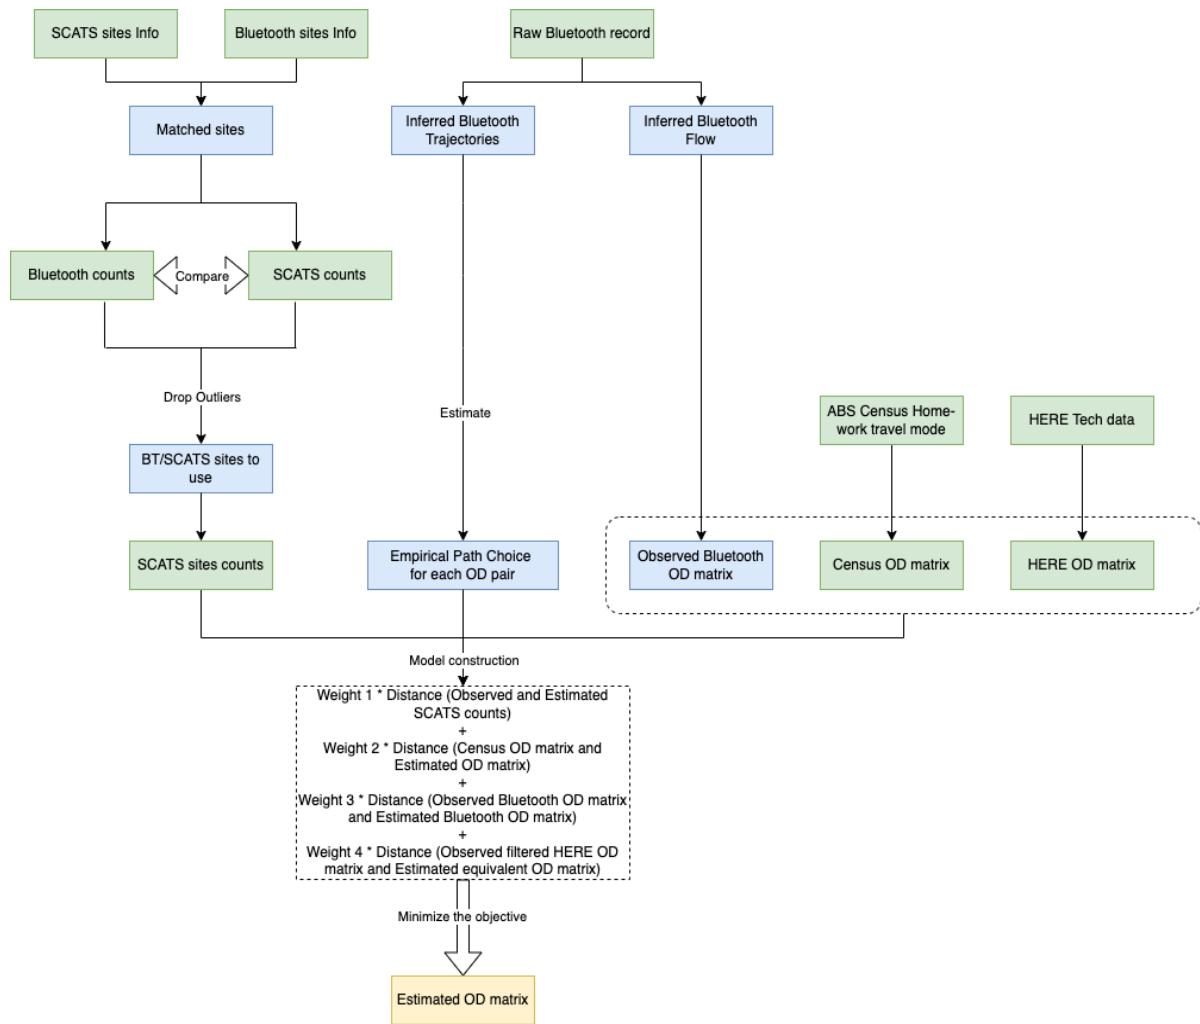 SCATS sites Info
Bluetooth sites Info
Raw Bluetooth record
Matched sites
Inferred Bluetooth
Trajectories
Inferred Bluetooth
Flow
Bluetooth counts
Compare
SCATS counts
Drop Outliers
Estimate
ABS Census Home-
work travel mode
HERE Tech data
BT/SCATS sites to
use
SCATS sites counts
Empirical Path Choice
for each OD pair
Observed Bluetooth
OD matrix
Census OD matrix
HERE OD matrix
Model construction
Weight 1 * Distance (Observed and Estimated
SCATS counts)
+
Weight 2 * Distance (Census OD matrix and
Estimated OD matrix)
+
Weight 3 * Distance (Observed Bluetooth OD matrix
and Estimated Bluetooth OD matrix)
+
Weight 4 * Distance (Observed filtered HERE OD
matrix and Estimated equivalent OD matrix)
Minimize the objective
Estimated OD matrix